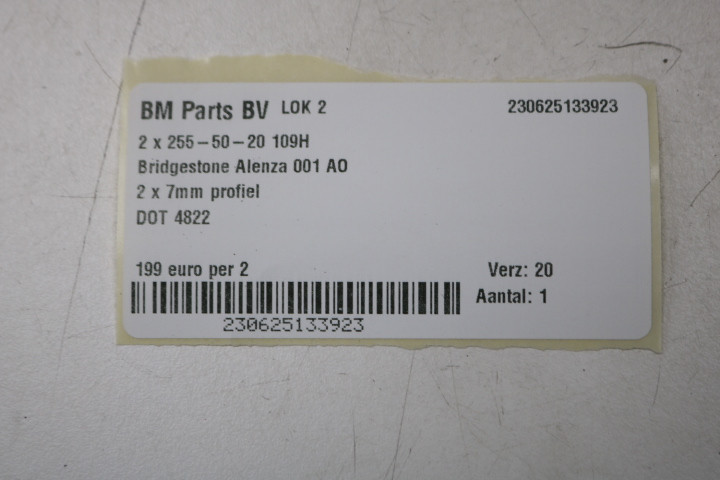 BM Parts BV LOK 2 230625133923
2 x 255-50-20 109H
Bridgestone Alenza 001 AO
2 x 7mm profiel
DOT 4822
199 euro per 2 Verz: 20
Aantal: 1
230625133923